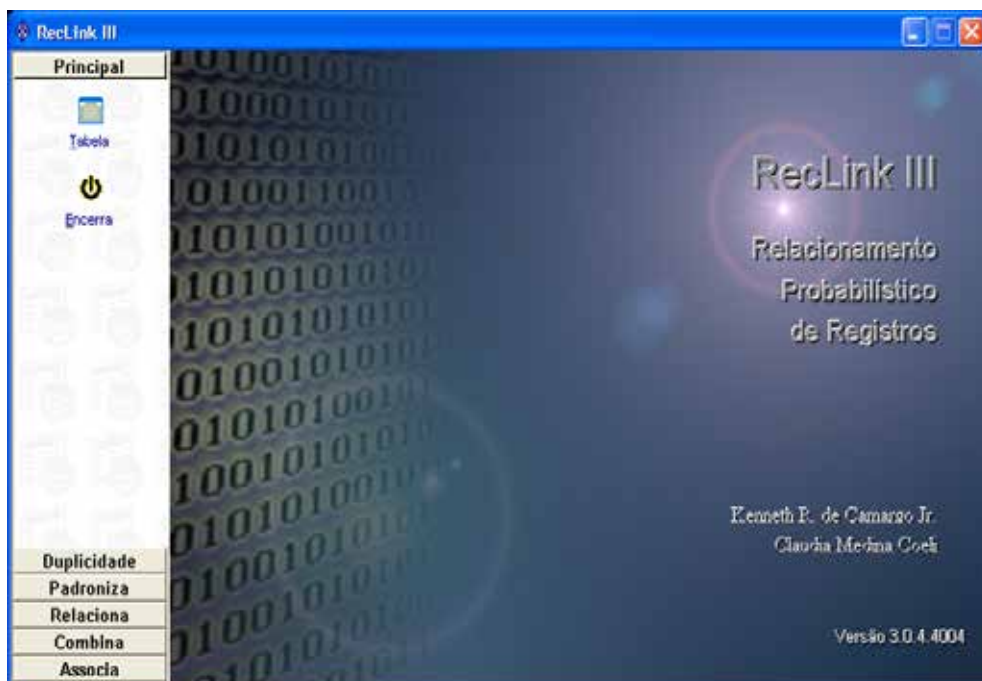 RecLink III
Principal
Tabela
Encerra
Duplicidade
Padroniza
Relaciona
Combina
Associa
RecLink III
Relacionamento
Probabilístico
de Registros
Kenneth R. de Camargo Jr.
Claudia Medina Coeli
Versão 3.0.4.4004